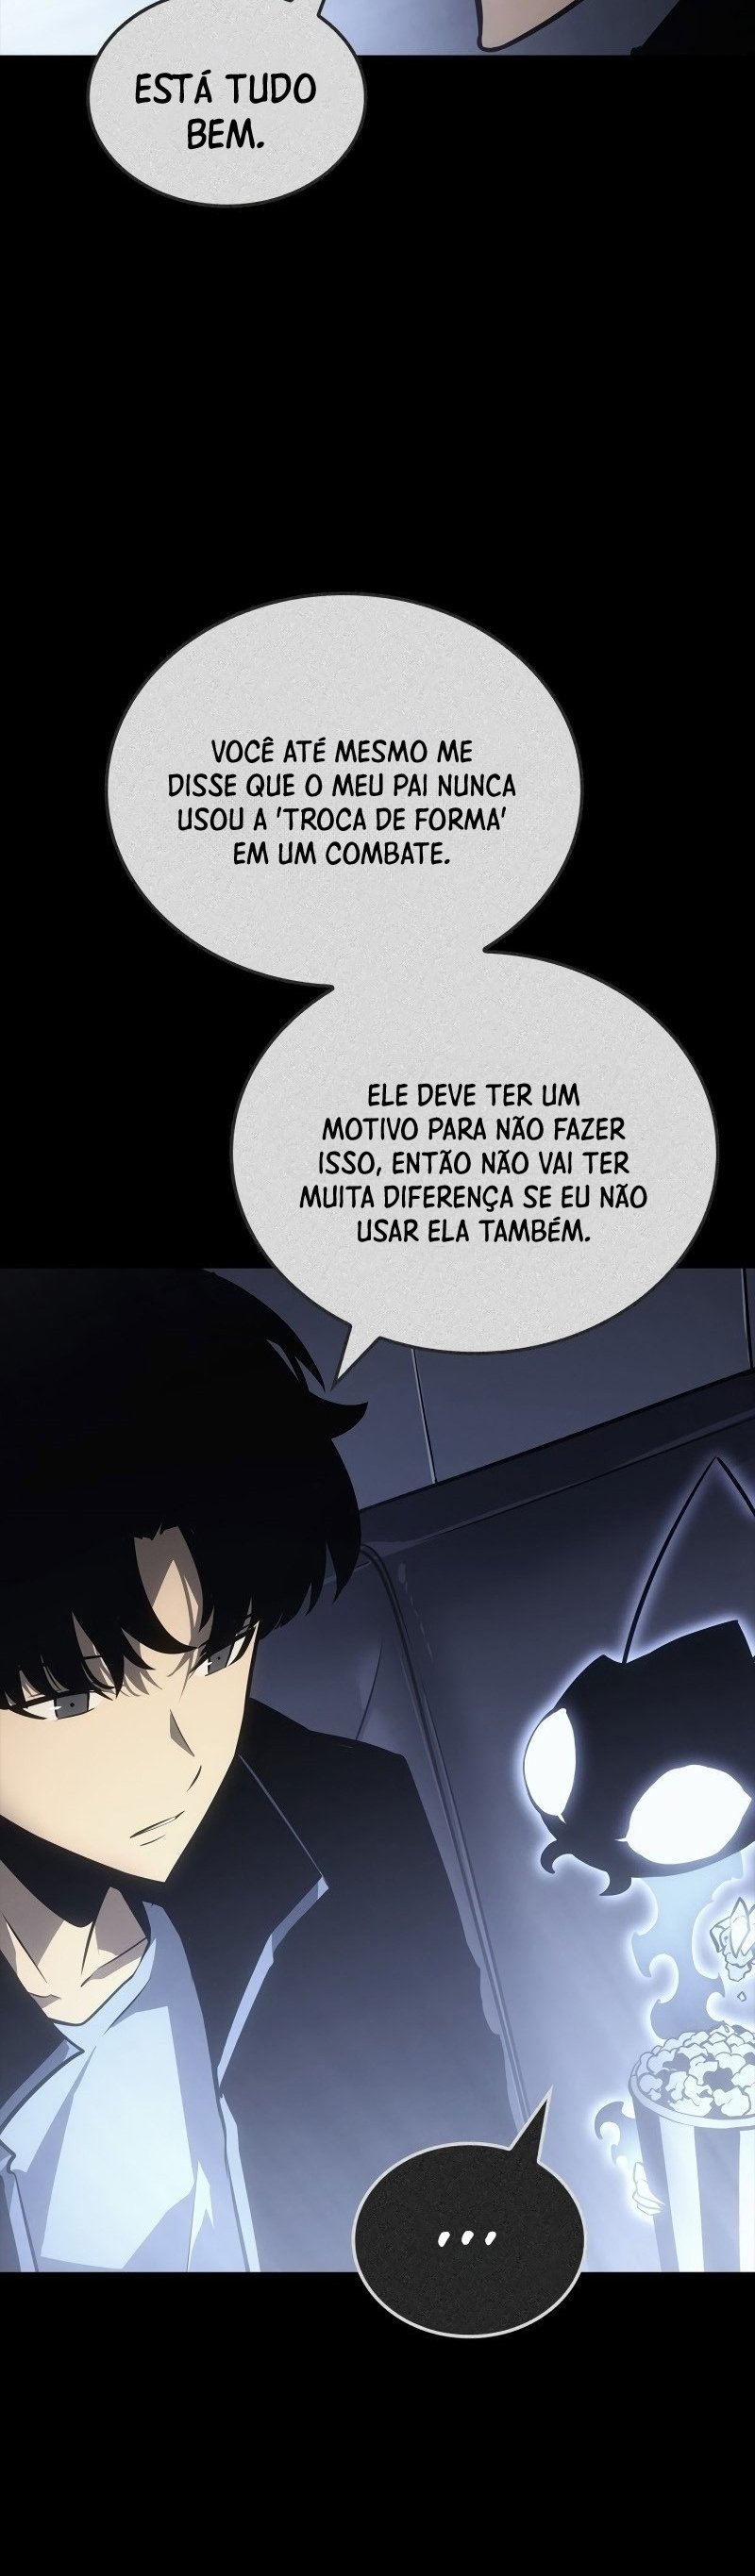 ESTÁ TUDO
BEM.
VOCÊ ATÉ MESMO ME
DISSE QUE O MEU PAI NUNCA
USOU A 'TROCA DE FORMA'
EM UM COMBATE.
ELE DEVE TER UM
MOTIVO PARA NÃO FAZER
ISSO, ENTÃO NÃO VAI TER
MUITA DIFERENÇA SE EU NÃO
USAR ELA TAMBÉM.
...